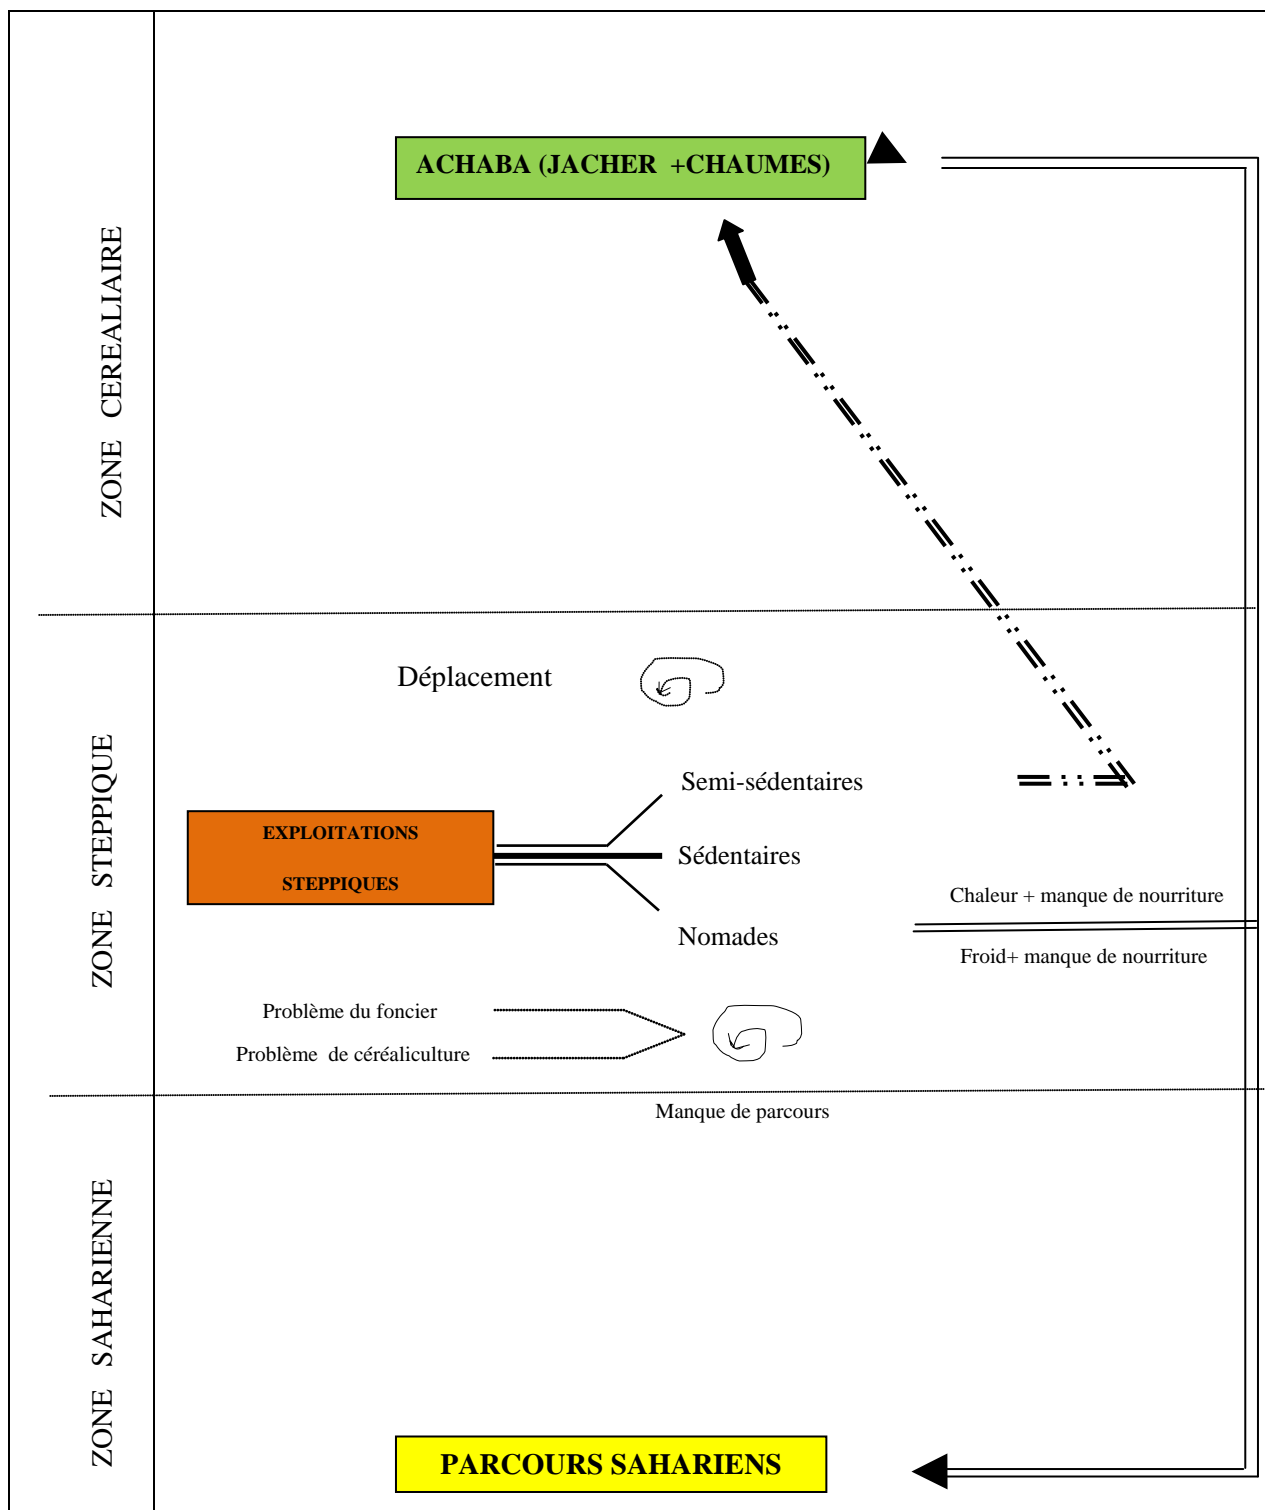 ZONE CEREALIAIRE
ACHABA (JACHER +CHAUMES)
ZONE STEPPIQUE
Déplacement
Semi-sédentaires
EXPLOITATIONS
STEPPIQUES
Sédentaires
Nomades
Chaleur + manque de nourriture
Froid+ manque de nourriture
Problème du foncier
Problème de céréaliculture
Manque de parcours
ZONE SAHARIENNE
PARCOURS SAHARIENS